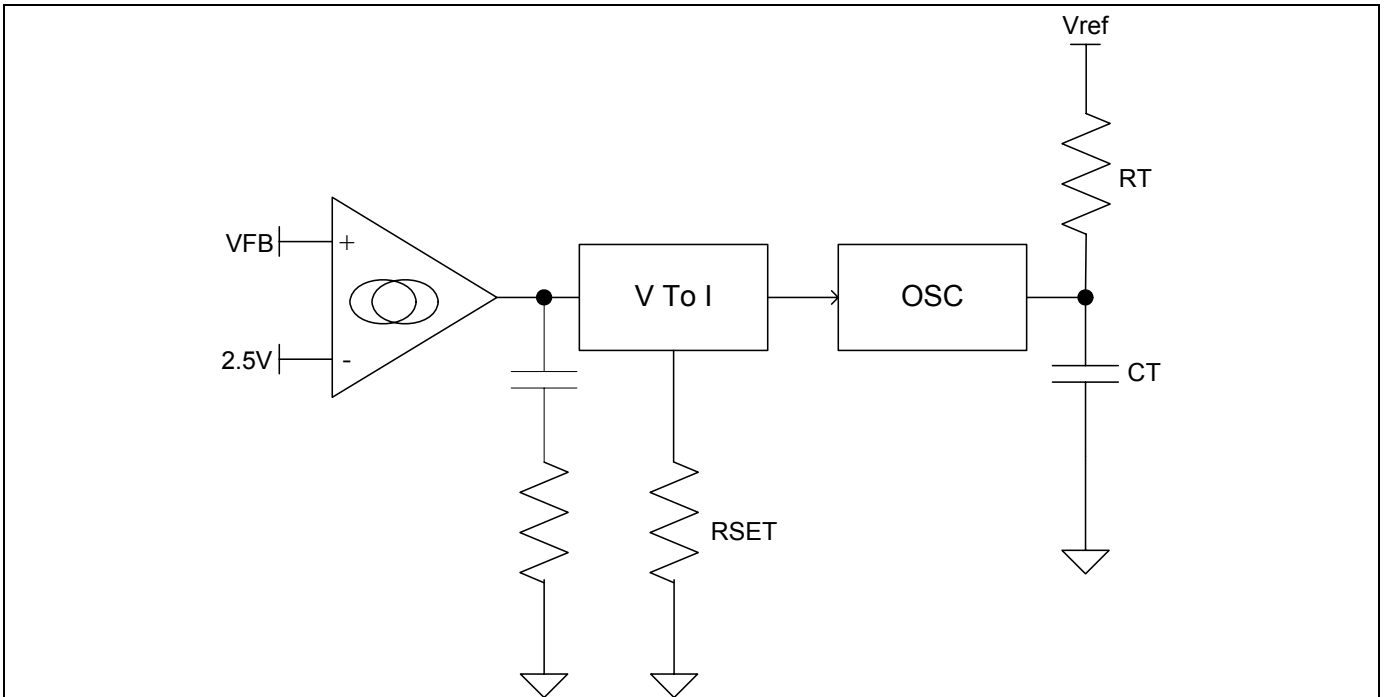 Vref
RT
VFB
+
V To I
OSC
2.5V
-
CT
RSET